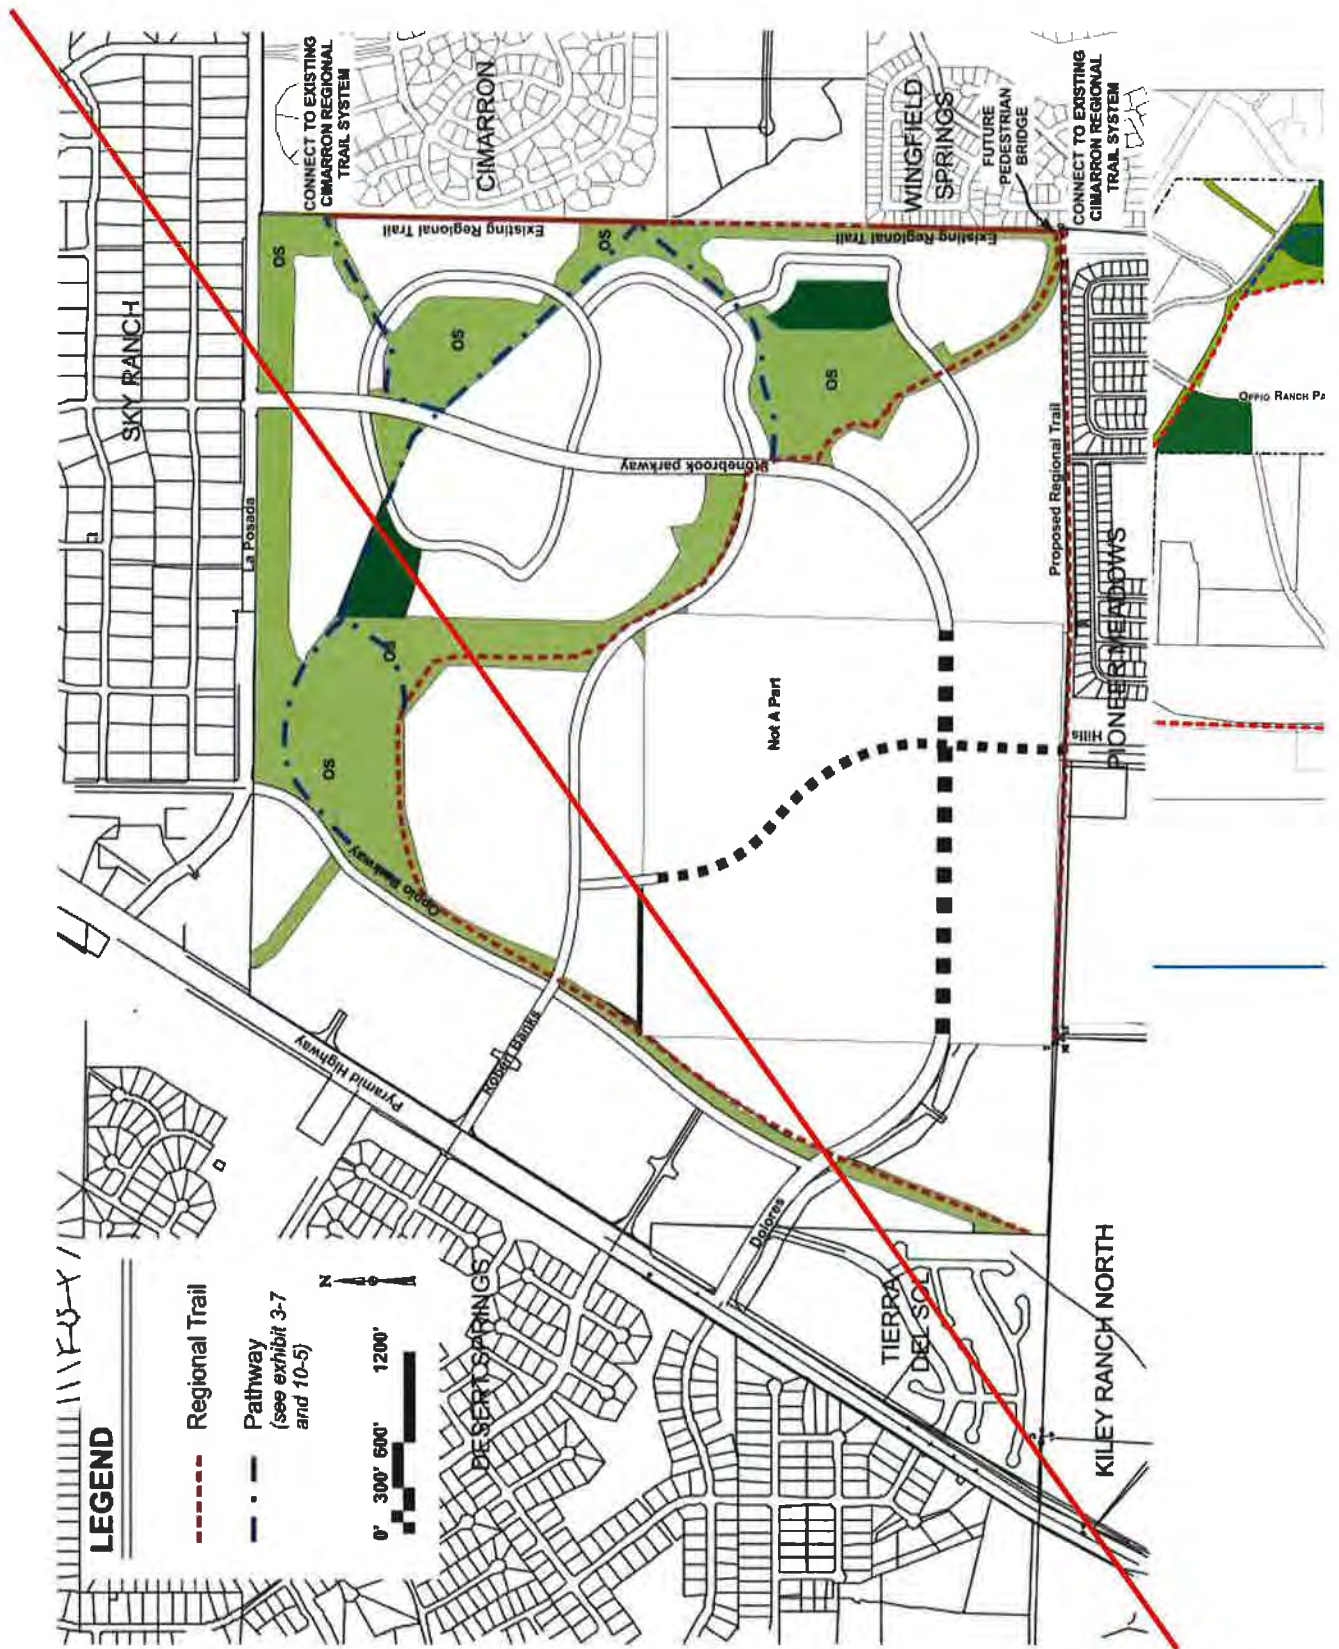 CONNECT TO EXISTING
CIMARRON REGIONAL
TRAIL SYSTEM
CIMARRON
WINGFIELD
SPRINGS
FUTURE
PEDESTRIAN
BRIDGE
CONNECT TO EXISTING
CIMARRON REGIONAL
TRAIL SYSTEM
Existing Regional Trail
Existing Regional Trail
OS
OS
OS
OS
OS
OS
SKY RANCH
La Posada
Stonebrook parkway
Proposed Regional Trail
OPPIO RANCH PA
Not A Part
PIONEER MEADOWS
Hills
Oppio Parkway
Robert Banks
Pyramid Highway
Dolores
DESERT SPRINGS
TIERRA
DEL SOL
KILEY RANCH NORTH
LEGEND
Regional Trail
Pathway
(see exhibit 3-7
and 10-5)
N
0' 300' 600' 1200'